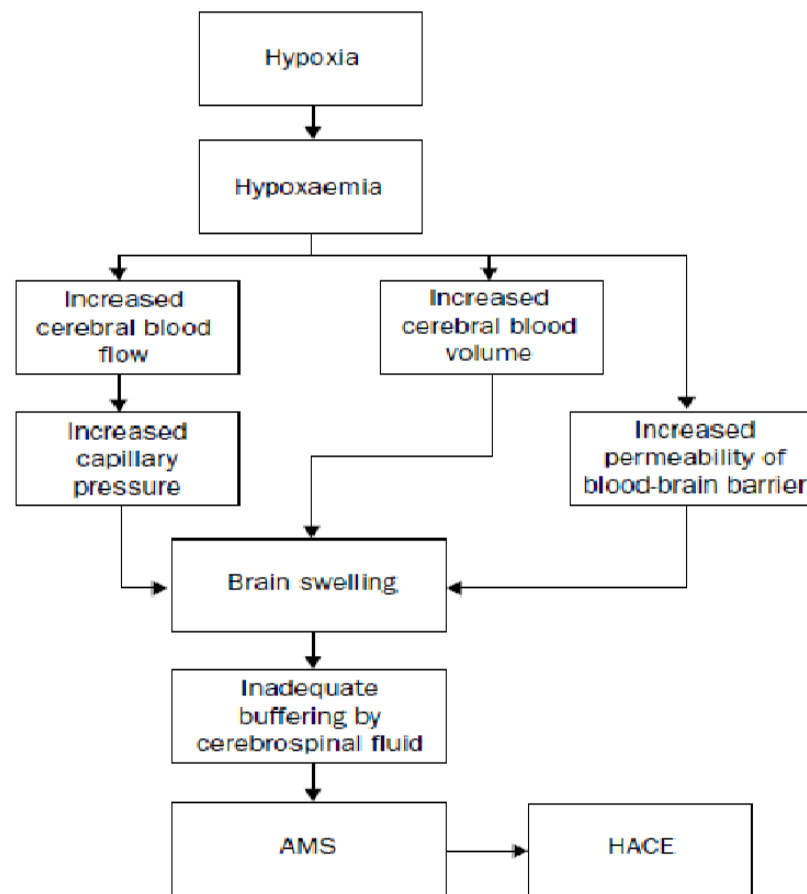 Hypoxia
Hypoxaemia
Increased
cerebral blood
flow
Increased
cerebral blood
volume
Increased
capillary
pressure
Increased
permeability of
blood-brain barrier
Brain swelling
Inadequate
buffering by
cerebrospinal fluid
AMS
HACE